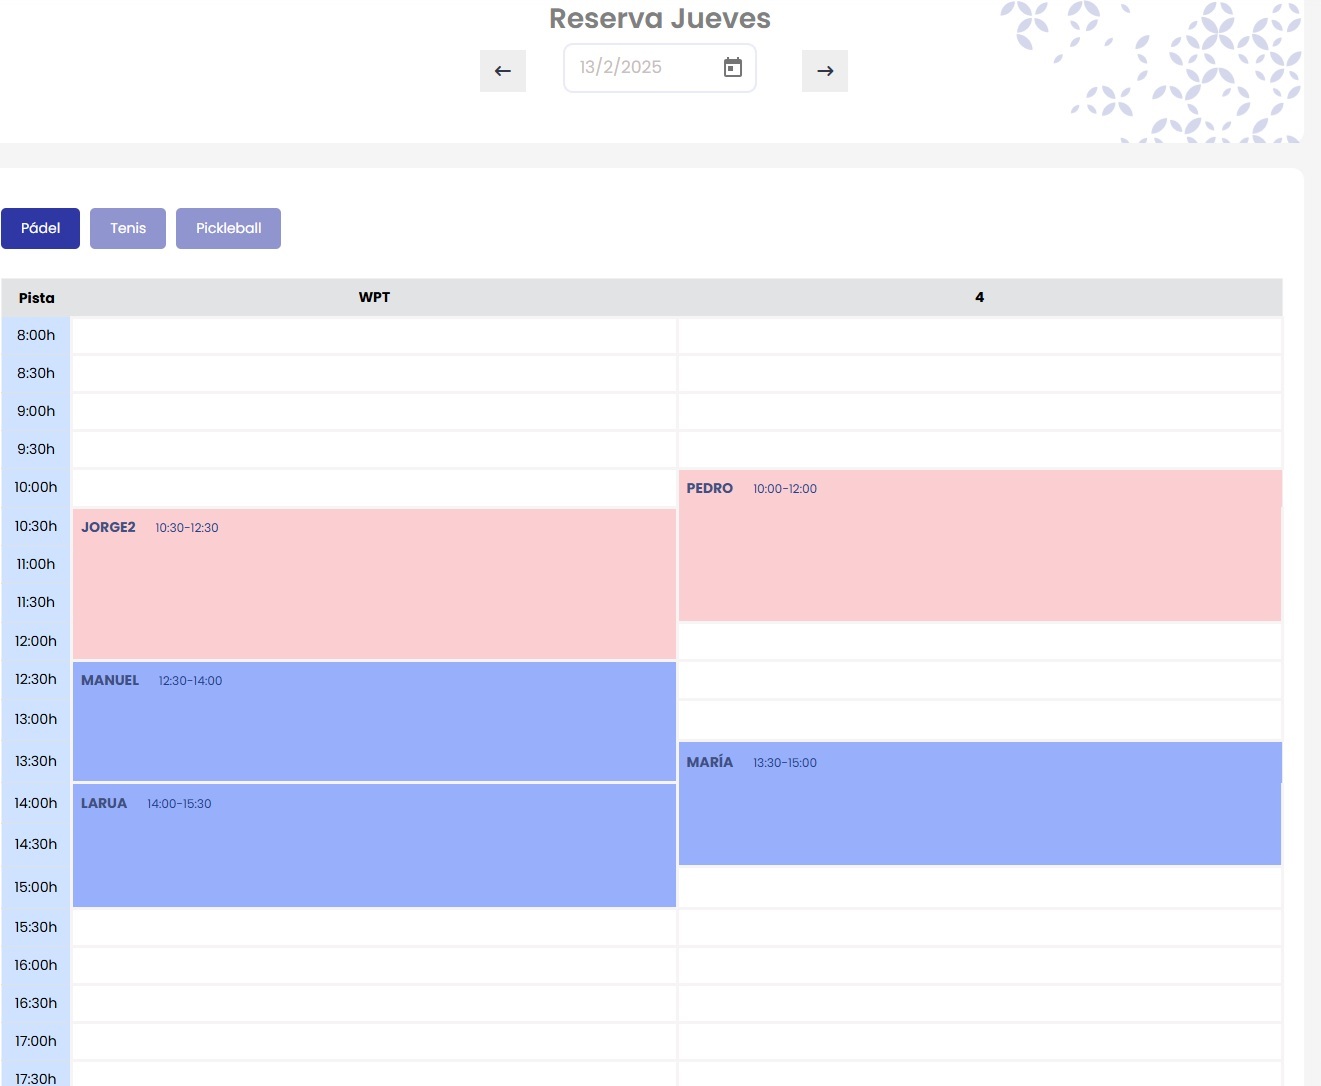 Reserva Jueves
13/2/2025
Pádel Tenis Pickleball
Pista WPT 4
8:00h
8:30h
9:00h
9:30h
10:00h PEDRO 10:00-12:00
10:30h JORGE2 10:30-12:30
11:00h
11:30h
12:00h
12:30h MANUEL 12:30-14:00
13:00h
13:30h MARÍA 13:30-15:00
14:00h LARUA 14:00-15:30
14:30h
15:00h
15:30h
16:00h
16:30h
17:00h
17:30h